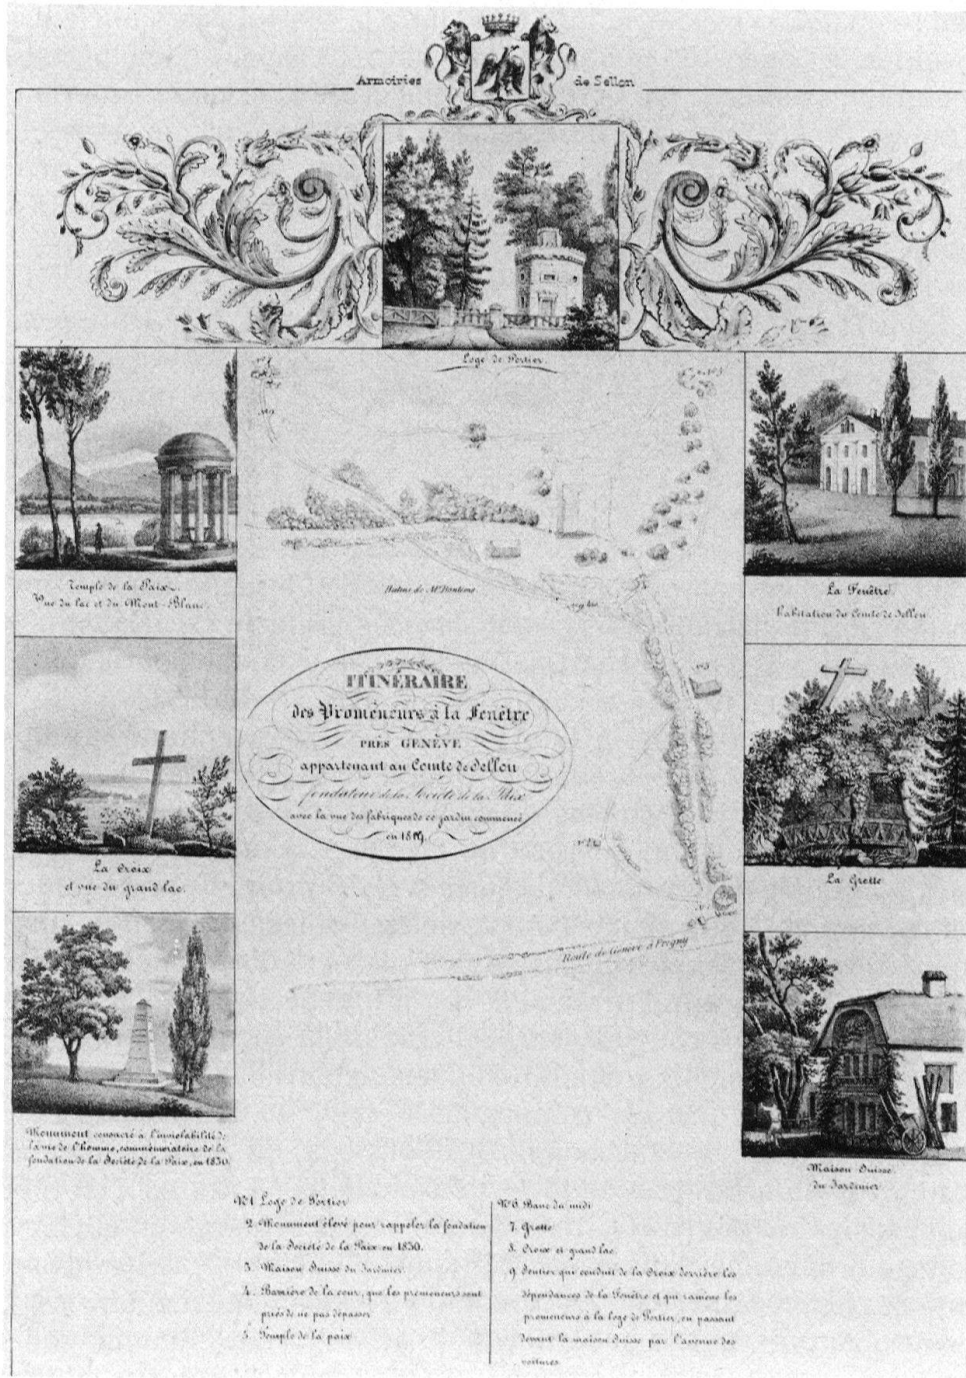 Armoiries de Sellon
Loge de Portier.
Temple de la Paix.
Vue du lac et du Mont-Blanc.
La Fenêtre.
habitation du Comte de Sellon.
ITINÉRAIRE
des Promeneurs à la Fenêtre
PRÈS GENÈVE
appartenant au Comte de Sellon
fondateur de la Société de la Paix
avec la vue des fabriques de ce jardin commencé
en 1819.
La Croix
et vue du grand lac.
La Grotte
Route de Genève à Pregny
Monument consacré à l'inviolabilité de
la vie de l'homme, commémoratoire de la
fondation de la Société de la Paix, en 1830.
Maison Suisse
du Jardinier
No 1 Loge de Portier
2. Monument élevé pour rappeler la fondation
de la Société de la Paix en 1830.
3. Maison Suisse du Jardinier.
4. Barrière de la cour, que les promeneurs sont
priés de ne pas dépasser
5. Temple de la paix
No 6. Banc du midi
7. Grotte
8. Croix et grand lac
9. Sentier qui conduit de la Croix derrière les
dépendances de la Fenêtre et qui ramène les
promeneurs à la loge de Portier, en passant
devant la maison Suisse par l'avenue des
voitures.